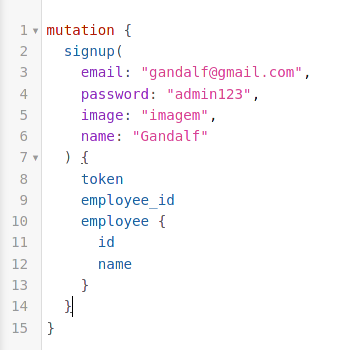 1 mutation {
2   signup(
3     email: "gandalf@gmail.com",
4     password: "admin123",
5     image: "imagem",
6     name: "Gandalf"
7   ) {
8     token
9     employee_id
10     employee {
11       id
12       name
13     }
14   }
15 }